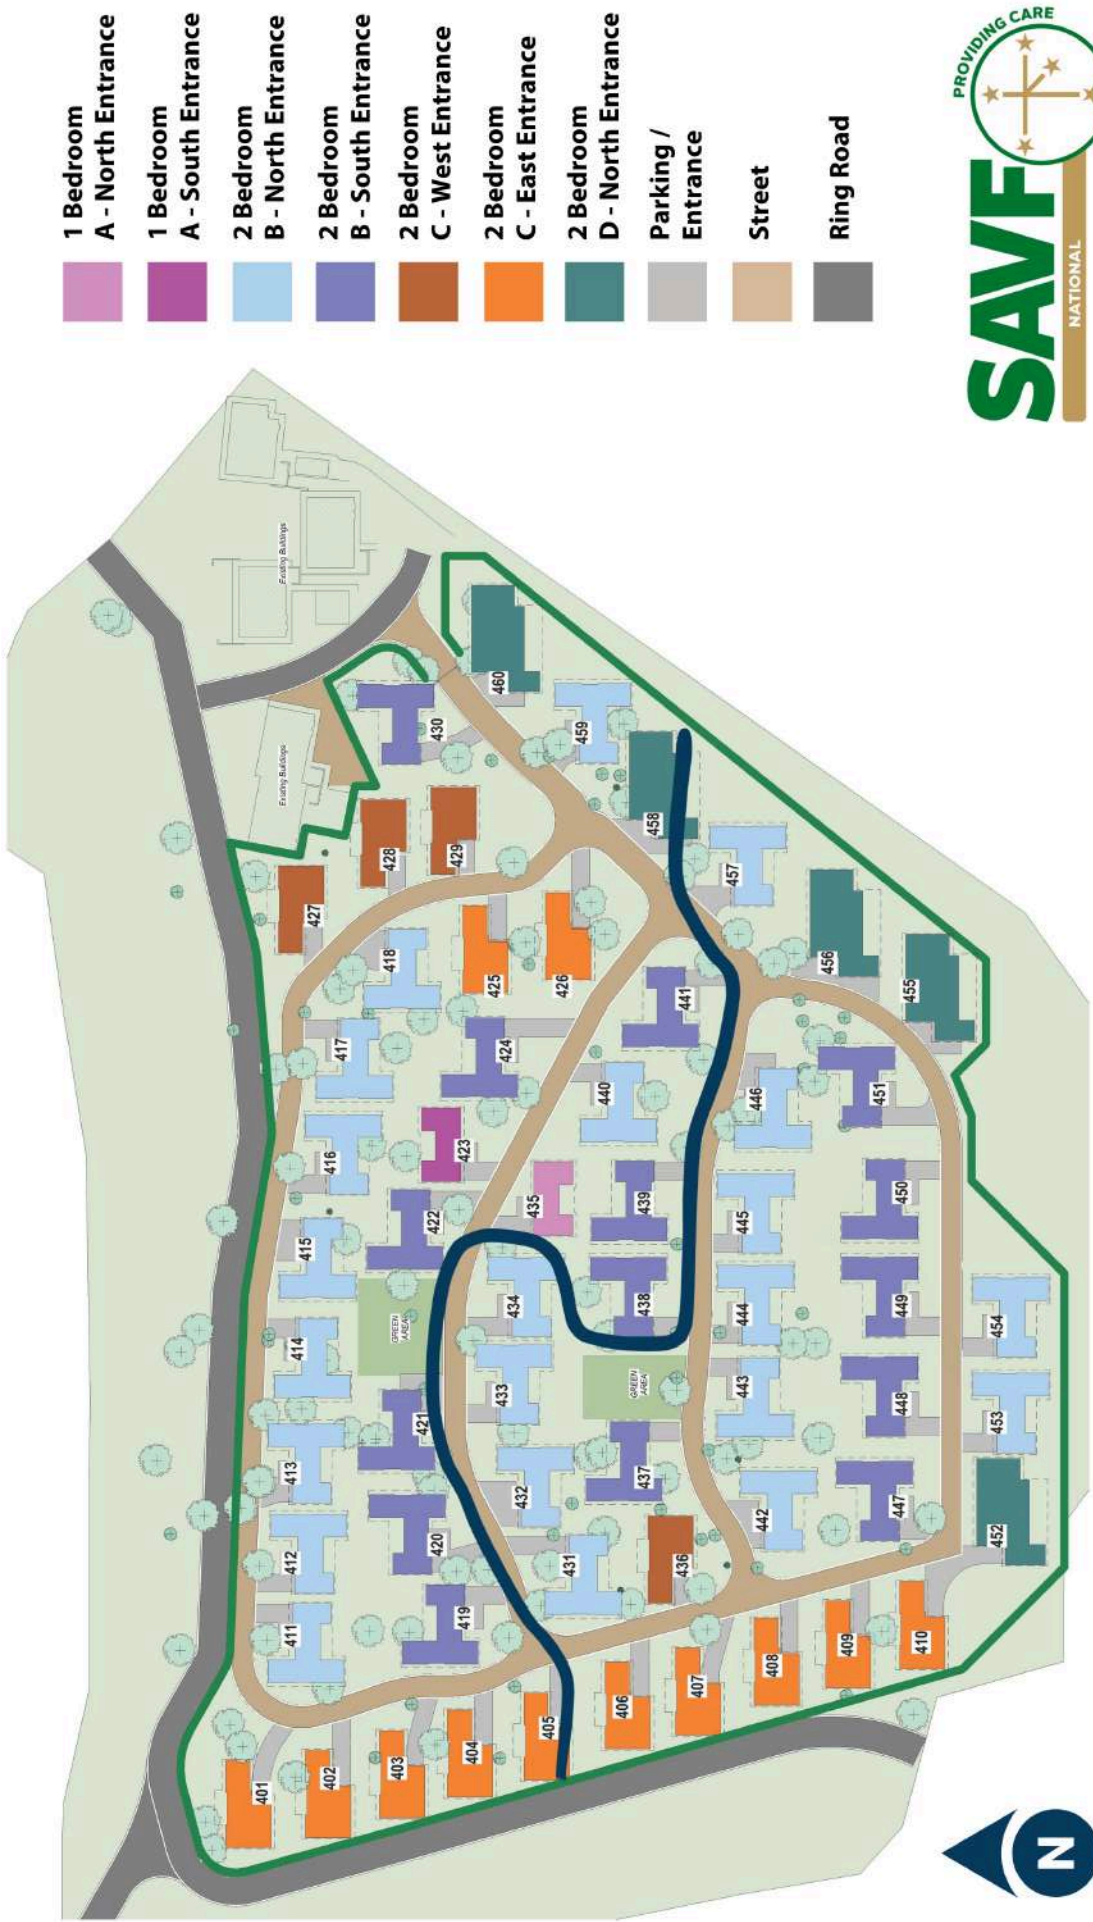 1 Bedroom
A - North Entrance
1 Bedroom
A - South Entrance
2 Bedroom
B - North Entrance
2 Bedroom
B - South Entrance
2 Bedroom
C - West Entrance
2 Bedroom
C - East Entrance
2 Bedroom
D - North Entrance
Parking /
Entrance
Street
Ring Road
PROVIDING CARE
SAVF
NATIONAL
Existing Buildings
Existing Buildings
GREEN
AREA
GREEN
AREA
401
402
403
404
405
406
407
408
409
410
411
412
413
414
415
416
417
418
419
420
421
422
423
424
425
426
427
428
429
430
431
432
433
434
435
436
437
438
439
440
441
442
443
444
445
446
447
448
449
450
451
452
453
454
455
456
457
458
459
460
N